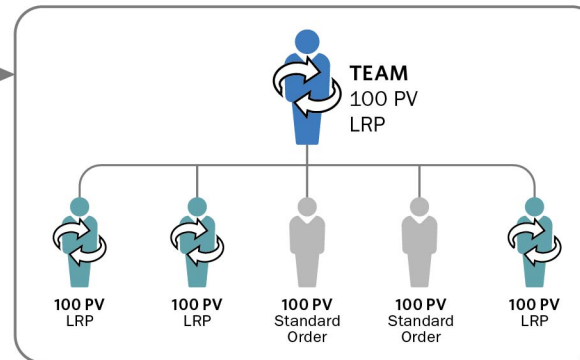 TEAM
100 PV
LRP
100 PV
LRP
100 PV
LRP
100 PV
Standard
Order
100 PV
Standard
Order
100 PV
LRP